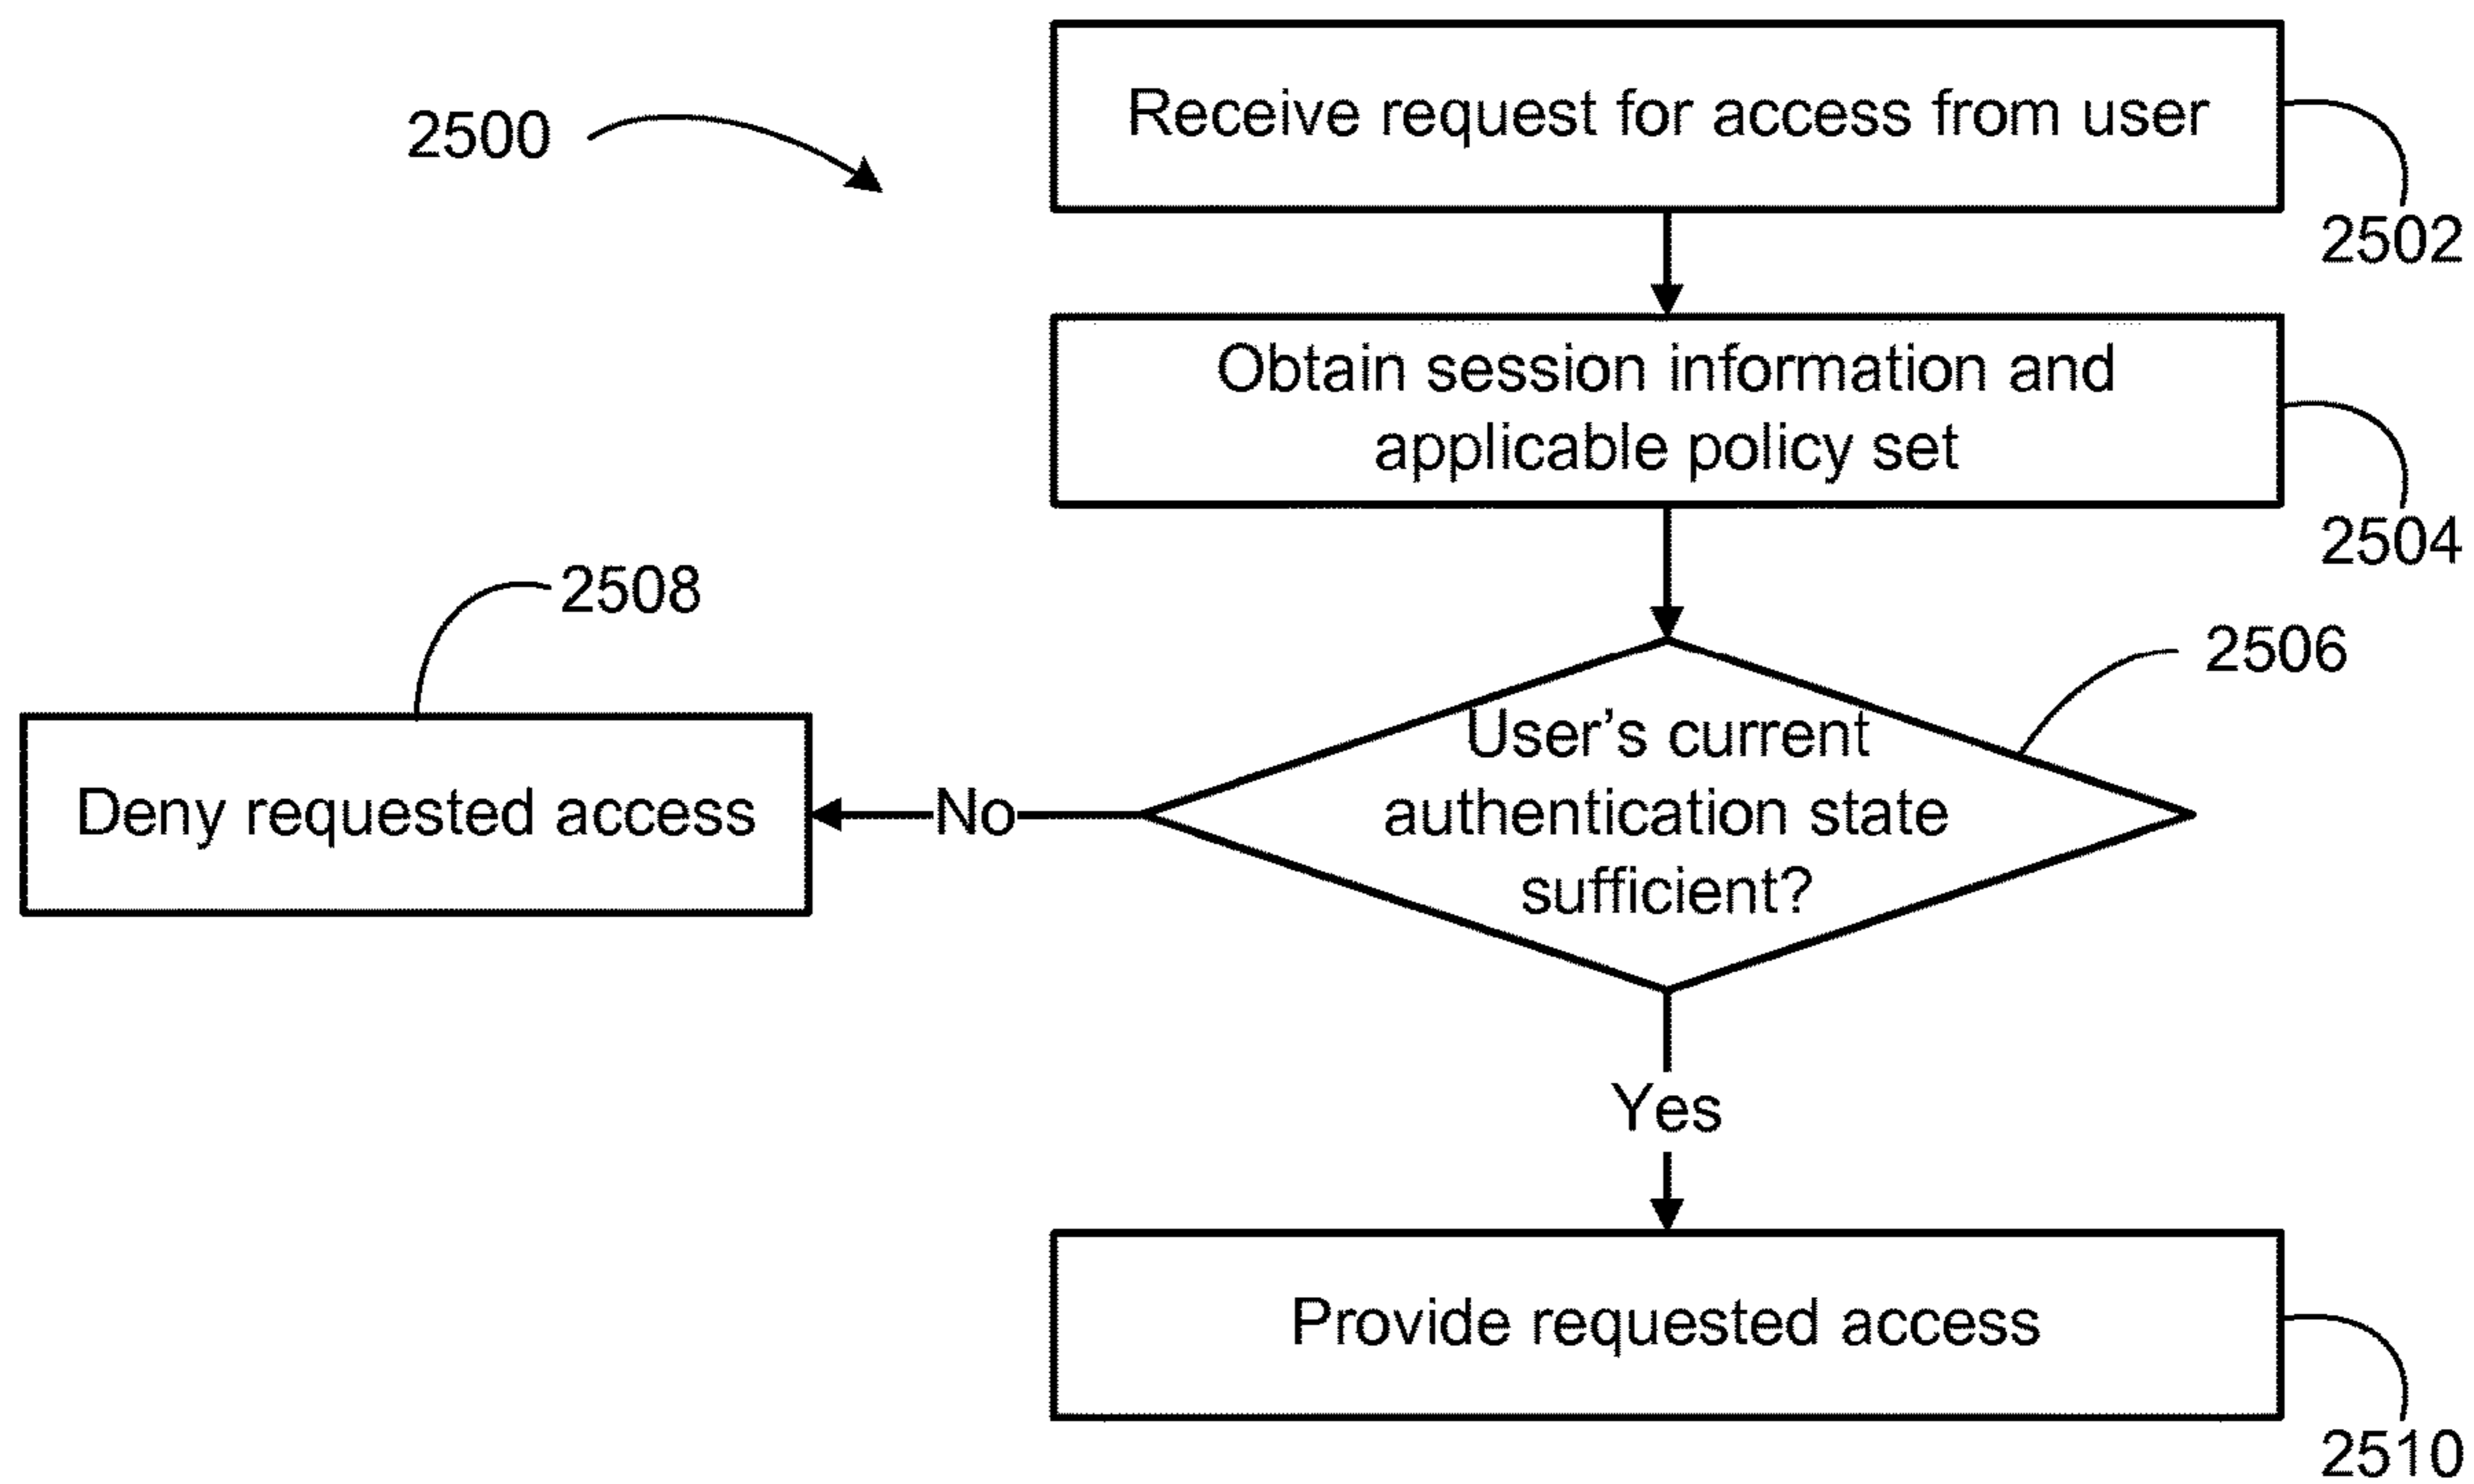 2500
Receive request for access from user
2502
Obtain session information and
applicable policy set
2504
2508
2506
User's current
authentication state
sufficient?
No
Deny requested access
Yes
Provide requested access
2510